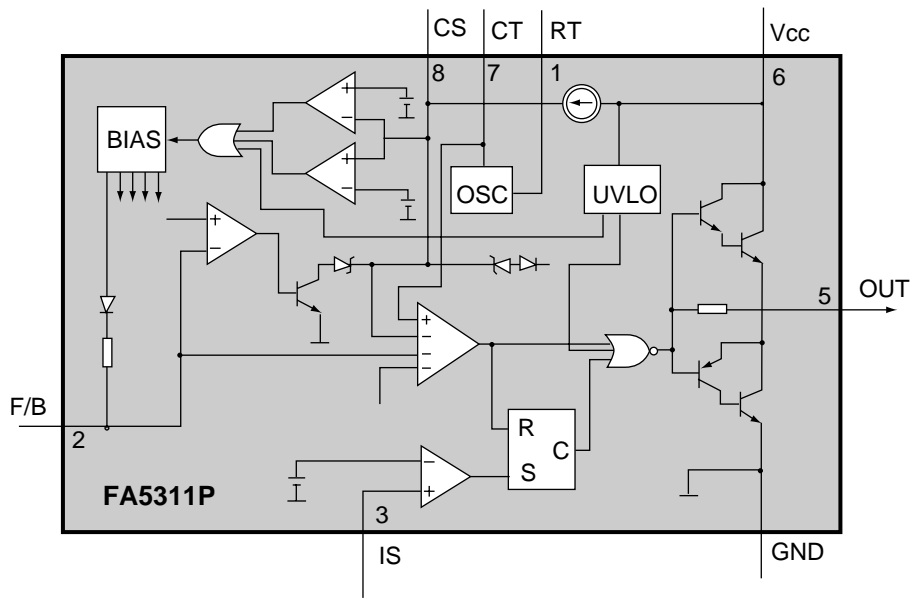 CS CT RT Vcc
8 7 1 6
+
−
BIAS
+
−
OSC UVLO
+
−
5 OUT
+
−
−
F/B
2
R
C
S
−
+
FA5311P
3
IS GND